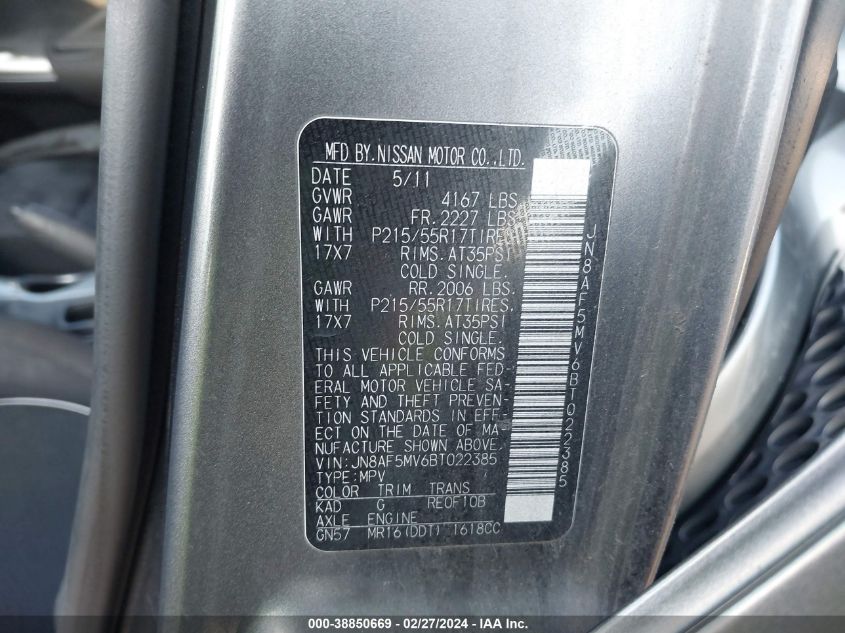 MFD BY. NISSAN MOTOR CO.,LTD.
DATE 5/11
GVWR 4167 LBS
GAWR FR. 2227 LBS
WITH P215/55R17TIRES
17X7 RIMS. AT35PSI
COLD SINGLE.
GAWR RR. 2006 LBS.
WITH P215/55R17TIRES.
17X7 RIMS. AT35PSI
COLD SINGLE.
THIS VEHICLE CONFORMS
TO ALL APPLICABLE FED-
ERAL MOTOR VEHICLE SA-
FETY AND THEFT PREVEN-
TION STANDARDS IN EFF-
ECT ON THE DATE OF MA-
NUFACTURE SHOWN ABOVE.
VIN:JN8AF5MV6BT022385
TYPE:MPV
COLOR TRIM TRANS
KAD G RE0F10B
AXLE ENGINE
GN57 MR16(DDT) 1618CC
JN8AF5MV6BT022385
000-38850669 - 02/27/2024 - IMPACT AUTO AUCTIONS